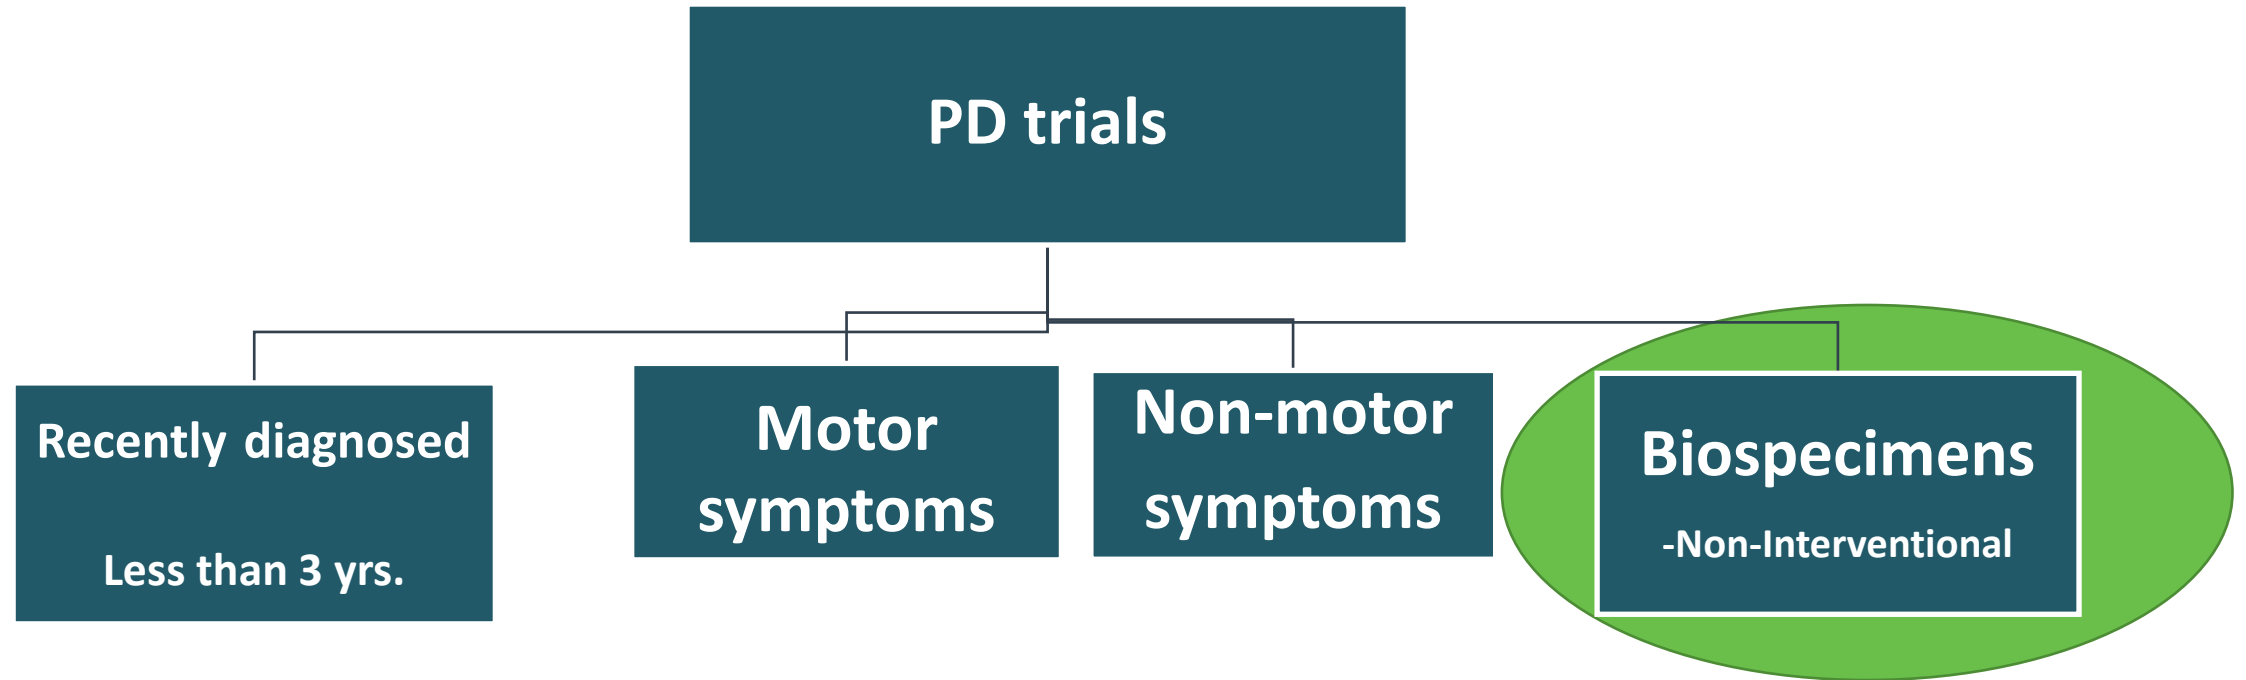 PD trials
Recently diagnosed
Less than 3 yrs.
Motor
symptoms
Non-motor
symptoms
Biospecimens
-Non-Interventional